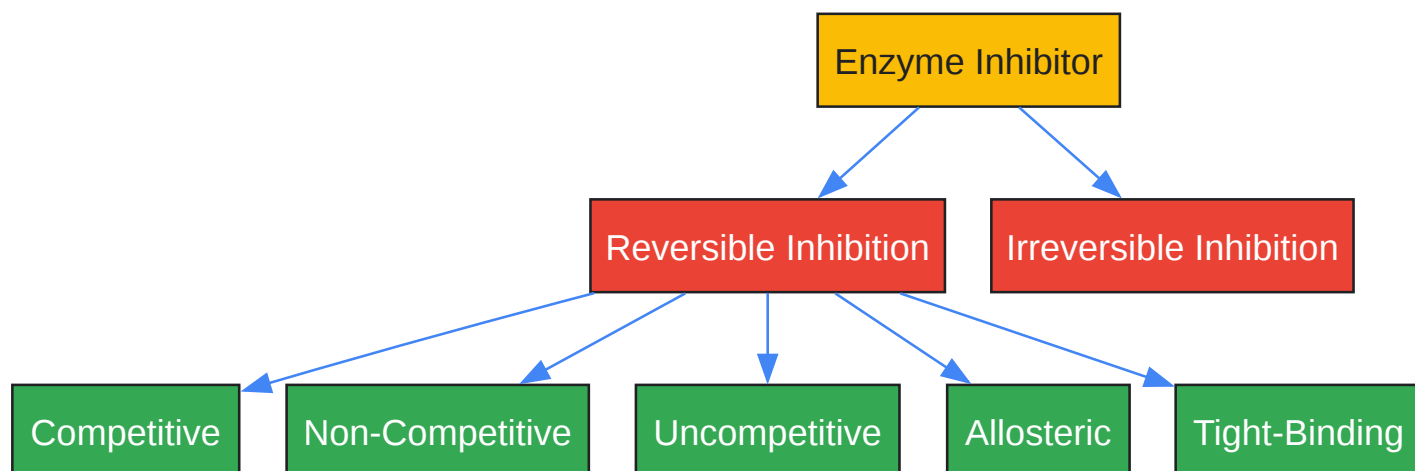 Enzyme Inhibitor
Reversible Inhibition
Irreversible Inhibition
Competitive
Non-Competitive
Uncompetitive
Allosteric
Tight-Binding